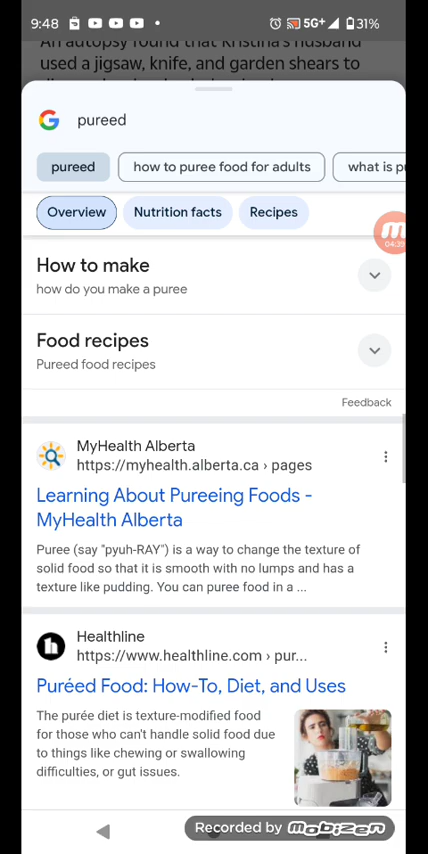 9:48 5G+ 31%
An autopsy found that Kristina's husband
used a jigsaw, knife, and garden shears to
pureed
pureed how to puree food for adults what is pu
Overview Nutrition facts Recipes
04:39
How to make
how do you make a puree
Food recipes
Pureed food recipes
Feedback
MyHealth Alberta
https://myhealth.alberta.ca › pages
Learning About Pureeing Foods -
MyHealth Alberta
Puree (say "pyuh-RAY") is a way to change the texture of
solid food so that it is smooth with no lumps and has a
texture like pudding. You can puree food in a ...
Healthline
https://www.healthline.com › pur...
Puréed Food: How-To, Diet, and Uses
The purée diet is texture-modified food
for those who can't handle solid food due
to things like chewing or swallowing
difficulties, or gut issues.
Recorded by mobizen